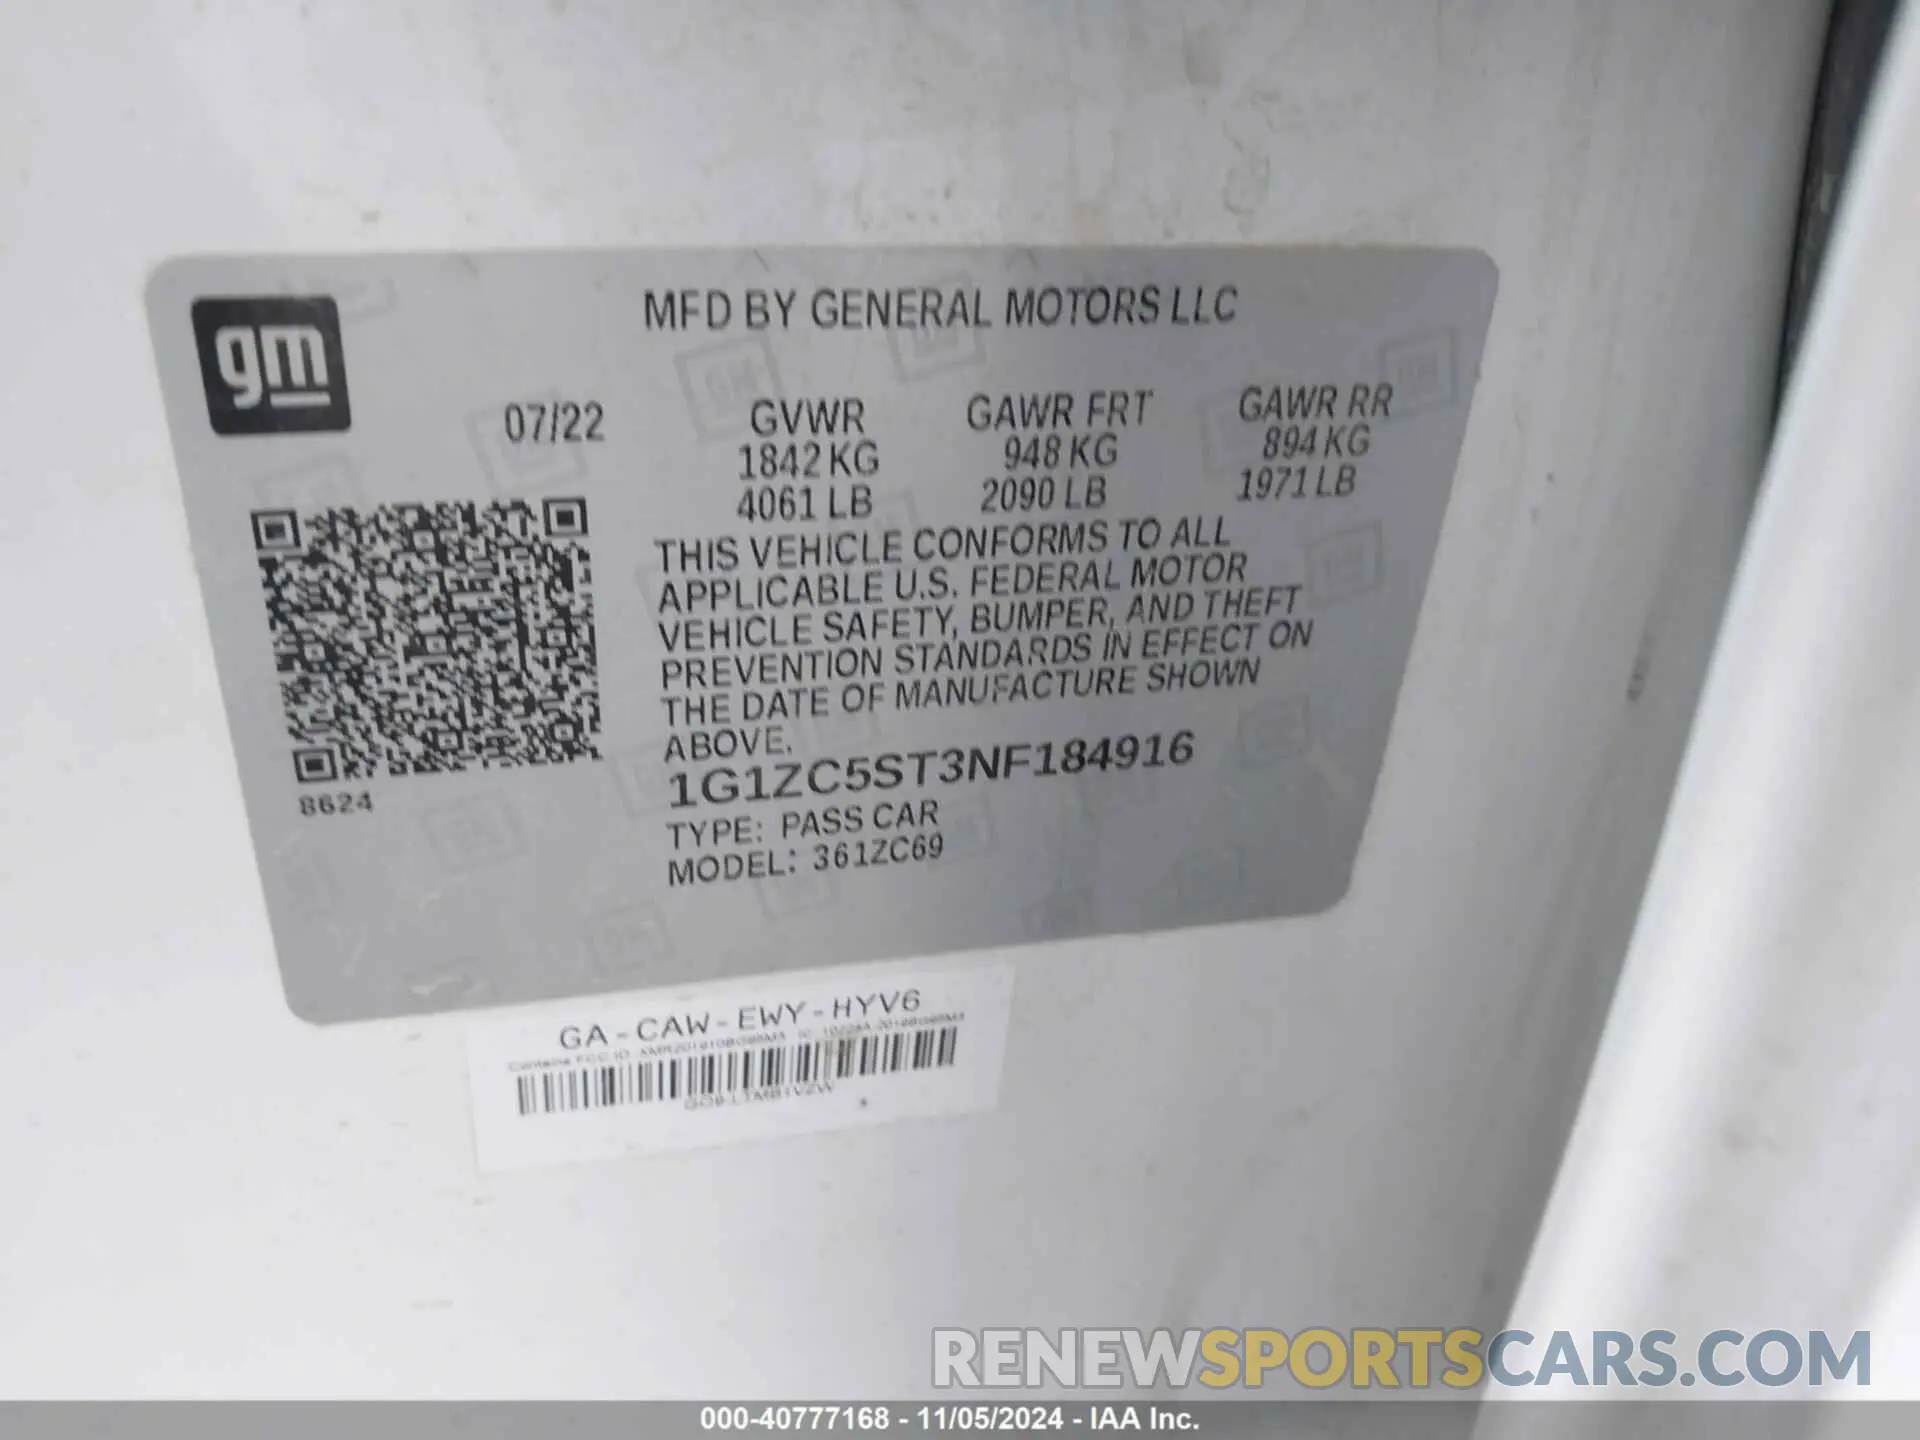 gm
MFD BY GENERAL MOTORS LLC
07/22 GVWR GAWR FRT GAWR RR
1842 KG 948 KG 894 KG
4061 LB 2090 LB 1971 LB
THIS VEHICLE CONFORMS TO ALL
APPLICABLE U.S. FEDERAL MOTOR
VEHICLE SAFETY, BUMPER, AND THEFT
PREVENTION STANDARDS IN EFFECT ON
THE DATE OF MANUFACTURE SHOWN
ABOVE.
1G1ZC5ST3NF184916
8624
TYPE: PASS CAR
MODEL: 361ZC69
GA-CAW-EWY-HYV6
Contains FCC ID:
RENEWSPORTSCARS.COM
000-40777168 - 11/05/2024 - IAA Inc.